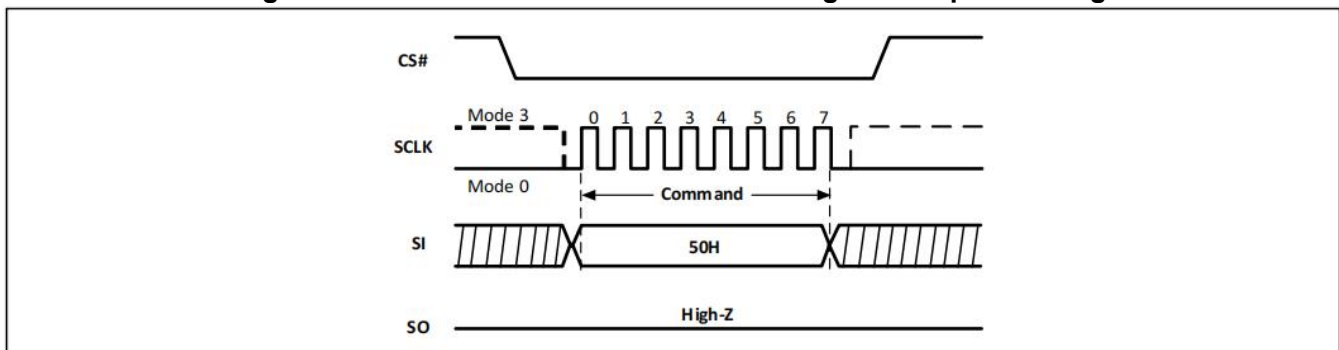 CS#
Mode 3
0 1 2 3 4 5 6 7
SCLK
Mode 0
Command
SI
50H
High-Z
SO